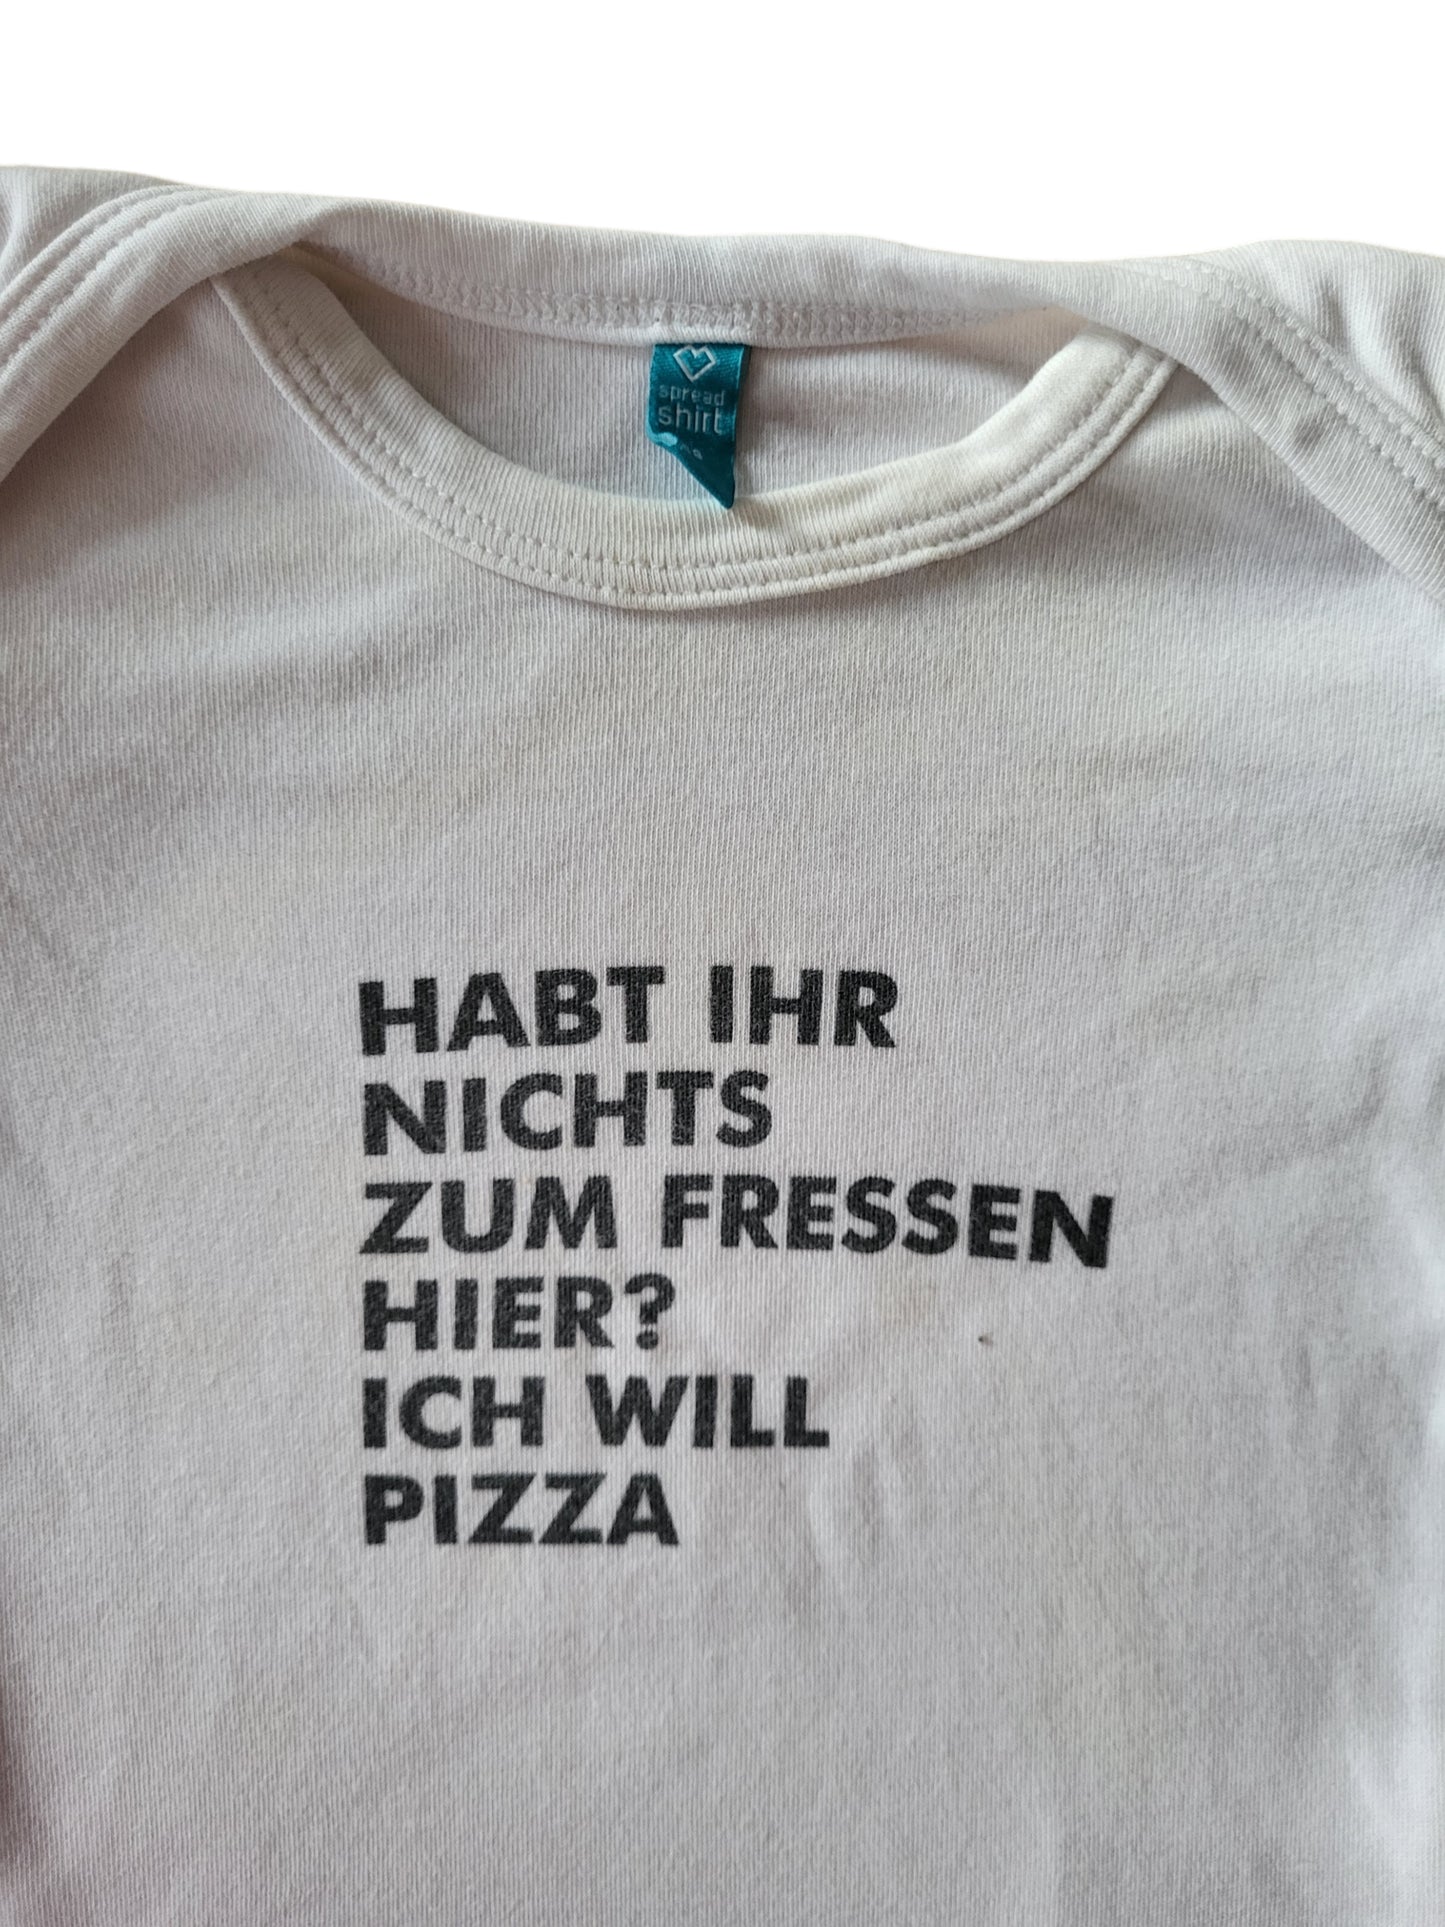 spread
shirt
HABT IHR
NICHTS
ZUM FRESSEN
HIER?
ICH WILL
PIZZA